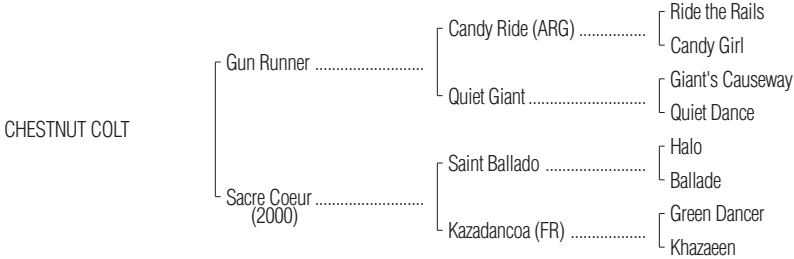 Ride the Rails
Candy Ride (ARG) ................
Candy Girl
Gun Runner ..........................
Giant's Causeway
Quiet Giant ............................
Quiet Dance
CHESTNUT COLT
Halo
Saint Ballado ........................
Ballade
Sacre Coeur ..........................
(2000)
Green Dancer
Kazadancoa (FR) ..................
Khazaeen